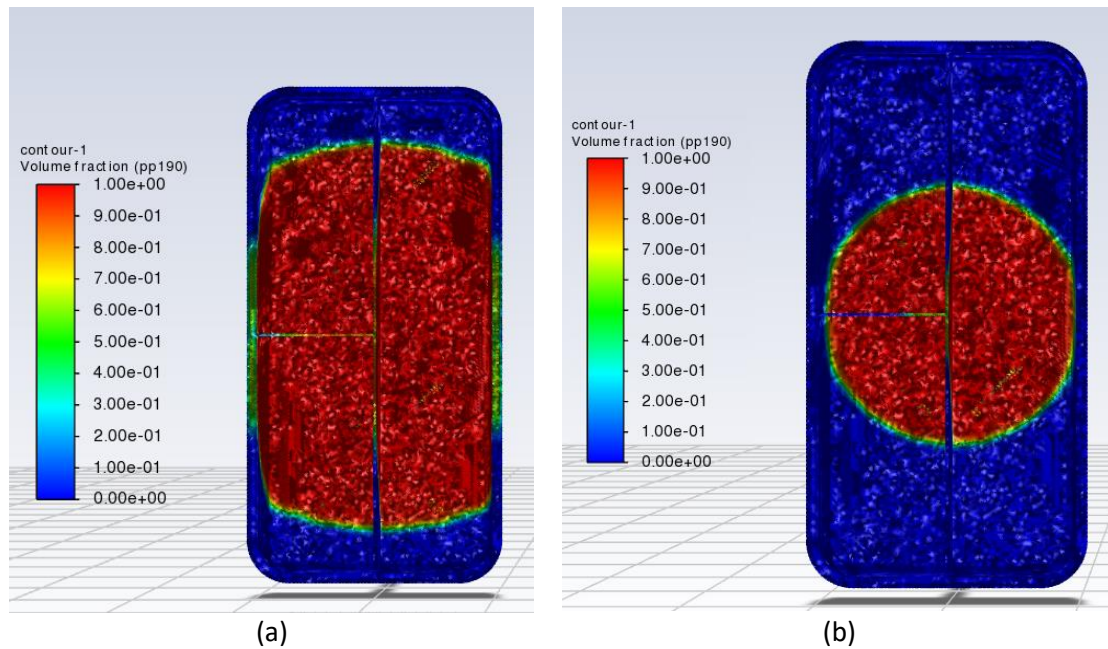 contour-1
Volume fraction (pp190)
1.00e+00
9.00e-01
8.00e-01
7.00e-01
6.00e-01
5.00e-01
4.00e-01
3.00e-01
2.00e-01
1.00e-01
0.00e+00
(a)
contour-1
Volume fraction (pp190)
1.00e+00
9.00e-01
8.00e-01
7.00e-01
6.00e-01
5.00e-01
4.00e-01
3.00e-01
2.00e-01
1.00e-01
0.00e+00
(b)